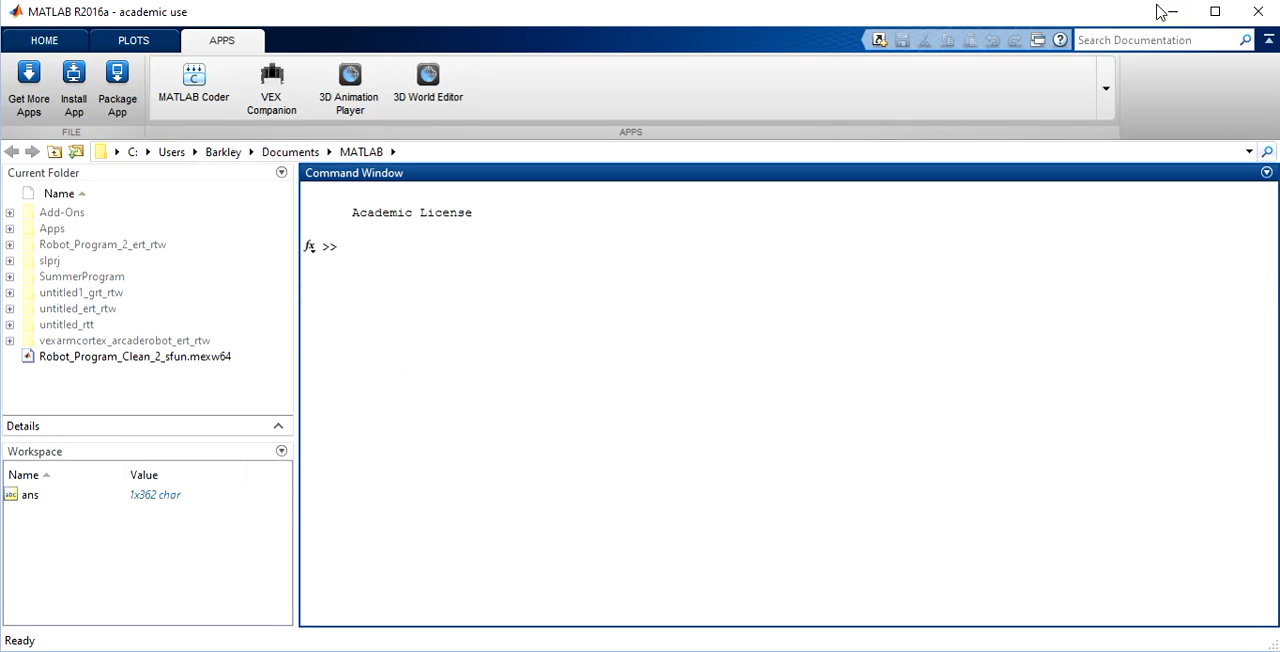 MATLAB R2016a - academic use
HOME PLOTS APPS
Search Documentation
Get More Apps
Install App
Package App
MATLAB Coder
VEX Companion
3D Animation Player
3D World Editor
FILE APPS
C: Users Barkley Documents MATLAB
Current Folder
Name
Add-Ons
Apps
Robot_Program_2_ert_rtw
slprj
SummerProgram
untitled1_grt_rtw
untitled_ert_rtw
untitled_rtt
vexarmcortex_arcaderobot_ert_rtw
Robot_Program_Clean_2_sfun.mexw64
Details
Workspace
Name Value
abc ans 1x362 char
Command Window
Academic License
fx >>
Ready